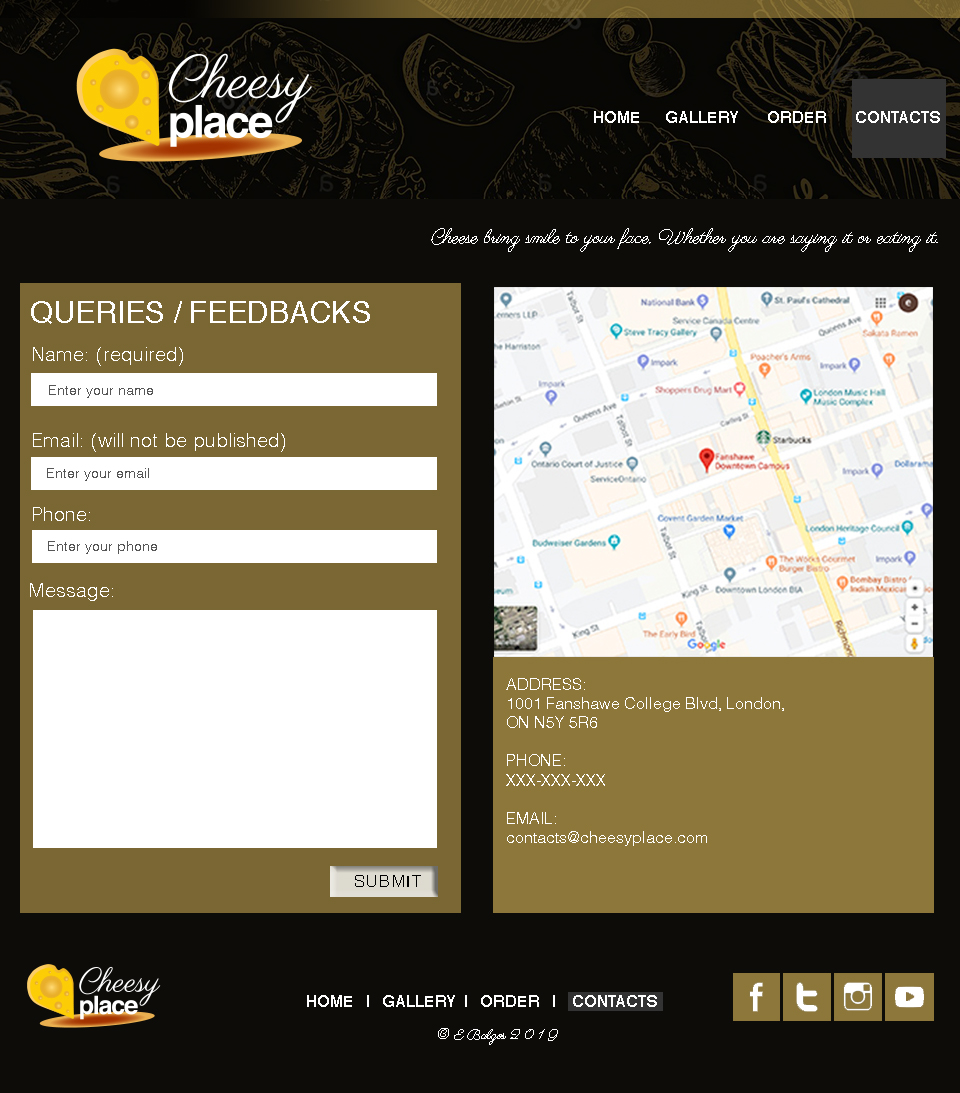 Cheesy
place
HOME GALLERY ORDER CONTACTS
Cheese bring smile to your face. Whether you are saying it or eating it.
QUERIES / FEEDBACKS
Name: (required)
Enter your name
Email: (will not be published)
Enter your email
Phone:
Enter your phone
Message:
SUBMIT
National Bank
St. Paul's Cathedral
Service Canada Centre
Queens Ave
Steve Tracy Gallery
Sakata Ramen
The Harriston
Impark
Poacher's Arms
Impark
Impark
Shoppers Drug Mart
London Music Hall
Music Complex
Queens Ave
Talbot St
Carling St
Starbucks
Fanshawe
Downtown Campus
Ontario Court of Justice
ServiceOntario
Impark
Dollarama
Covent Garden Market
London Heritage Council
Budweiser Gardens
Talbot St
The Works Gourmet
Burger Bistro
Impark
Downtown London BIA
Bombay Bistro
Indian Mexican
King St
King St
The Early Bird
Talbot St
Richmond
Google
ADDRESS:
1001 Fanshawe College Blvd, London,
ON N5Y 5R6
PHONE:
XXX-XXX-XXX
EMAIL:
contacts@cheesyplace.com
Cheesy
place
HOME | GALLERY | ORDER | CONTACTS
@ E Balgos 2019